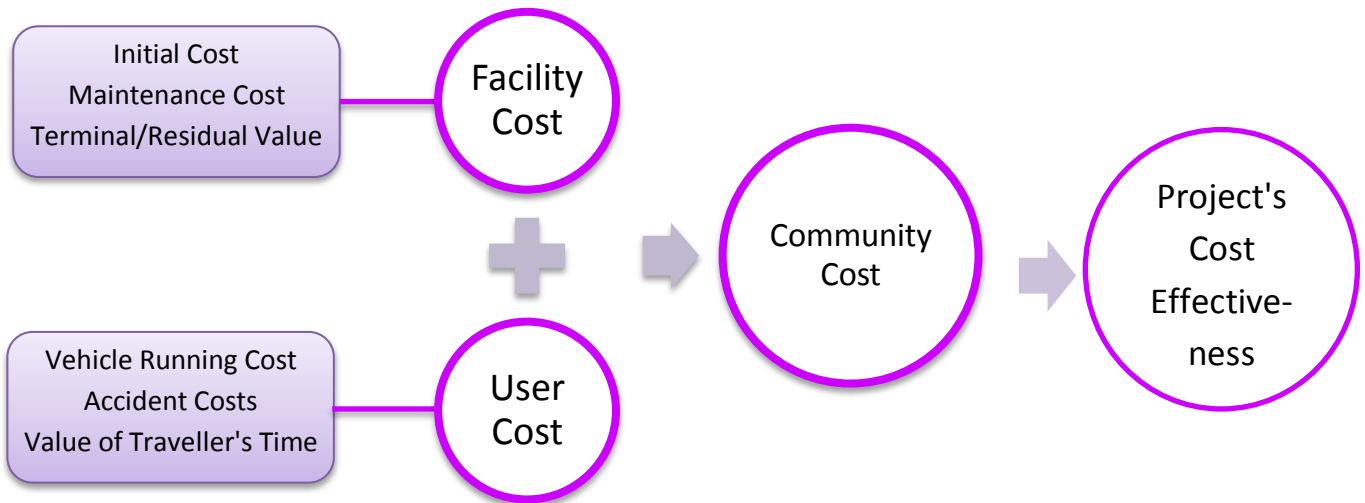 Initial Cost
Maintenance Cost
Terminal/Residual Value
Facility
Cost
Vehicle Running Cost
Accident Costs
Value of Traveller's Time
User
Cost
Community
Cost
Project's
Cost
Effective-
ness